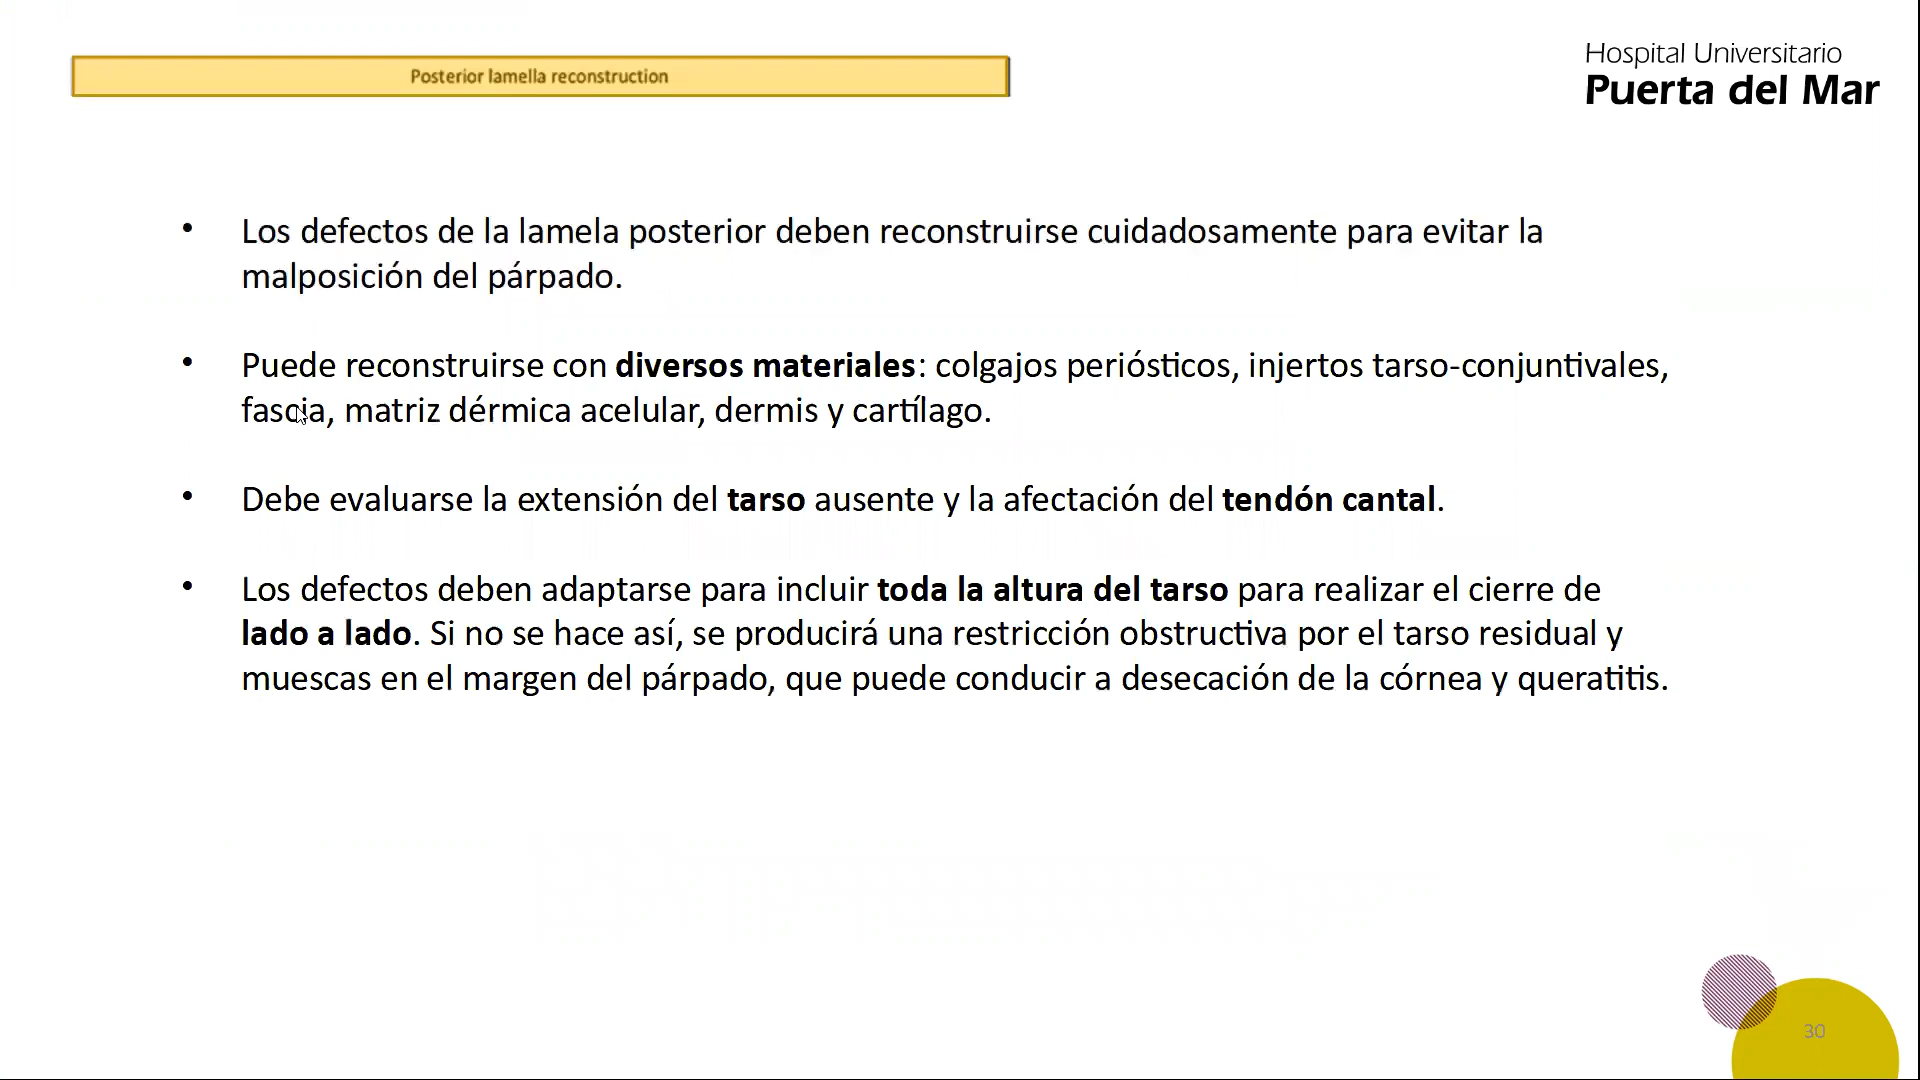 Posterior lamella reconstruction
Hospital Universitario
Puerta del Mar
• Los defectos de la lamela posterior deben reconstruirse cuidadosamente para evitar la
malposición del párpado.
• Puede reconstruirse con diversos materiales: colgajos periósticos, injertos tarso-conjuntivales,
fascia, matriz dérmica acelular, dermis y cartílago.
• Debe evaluarse la extensión del tarso ausente y la afectación del tendón cantal.
• Los defectos deben adaptarse para incluir toda la altura del tarso para realizar el cierre de
lado a lado. Si no se hace así, se producirá una restricción obstructiva por el tarso residual y
muescas en el margen del párpado, que puede conducir a desecación de la córnea y queratitis.
30